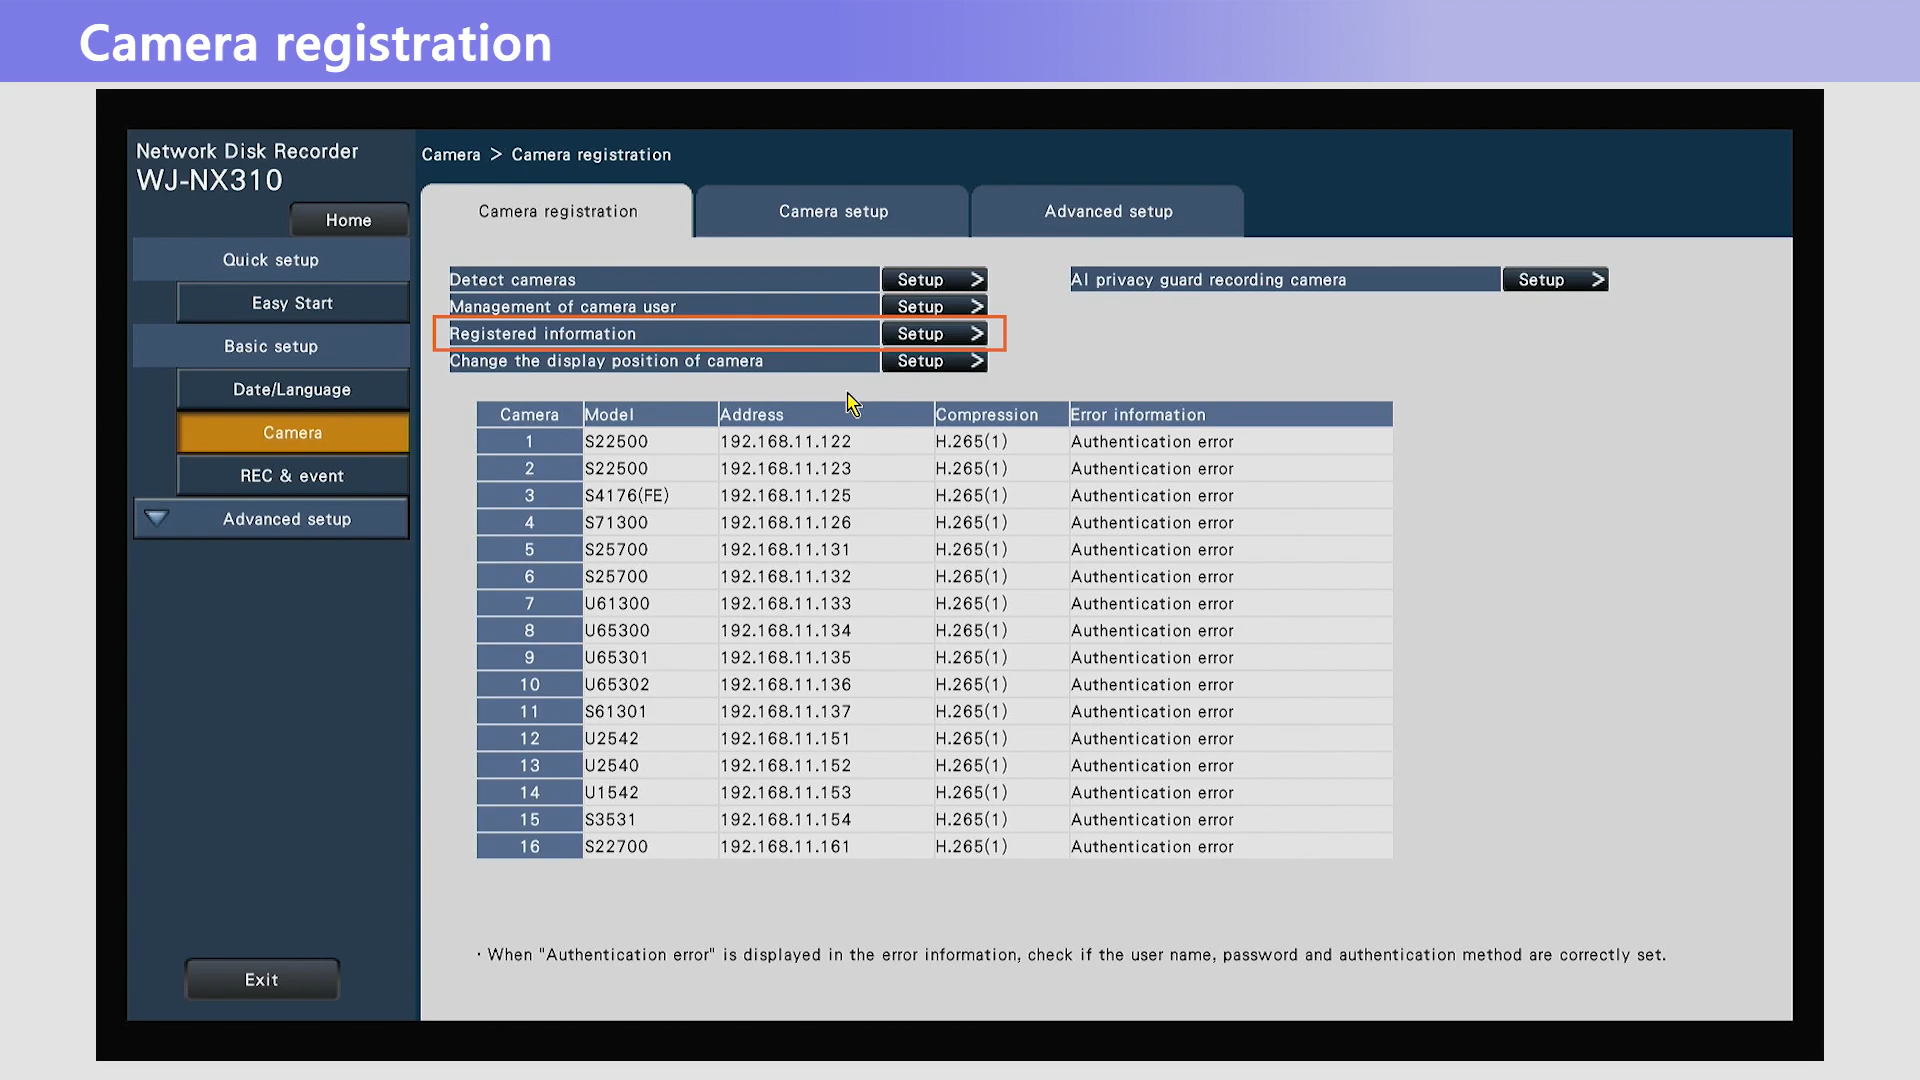 Camera registration
Network Disk Recorder
WJ-NX310
Home
Quick setup
Easy Start
Basic setup
Date/Language
Camera
REC & event
Advanced setup
Exit
Camera > Camera registration
Camera registration Camera setup Advanced setup
Detect cameras Setup > AI privacy guard recording camera Setup >
Management of camera user Setup >
Registered information Setup >
Change the display position of camera Setup >
Camera Model Address Compression Error information
1 S22500 192.168.11.122 H.265(1) Authentication error
2 S22500 192.168.11.123 H.265(1) Authentication error
3 S4176(FE) 192.168.11.125 H.265(1) Authentication error
4 S71300 192.168.11.126 H.265(1) Authentication error
5 S25700 192.168.11.131 H.265(1) Authentication error
6 S25700 192.168.11.132 H.265(1) Authentication error
7 U61300 192.168.11.133 H.265(1) Authentication error
8 U65300 192.168.11.134 H.265(1) Authentication error
9 U65301 192.168.11.135 H.265(1) Authentication error
10 U65302 192.168.11.136 H.265(1) Authentication error
11 S61301 192.168.11.137 H.265(1) Authentication error
12 U2542 192.168.11.151 H.265(1) Authentication error
13 U2540 192.168.11.152 H.265(1) Authentication error
14 U1542 192.168.11.153 H.265(1) Authentication error
15 S3531 192.168.11.154 H.265(1) Authentication error
16 S22700 192.168.11.161 H.265(1) Authentication error
・When "Authentication error" is displayed in the error information, check if the user name, password and authentication method are correctly set.